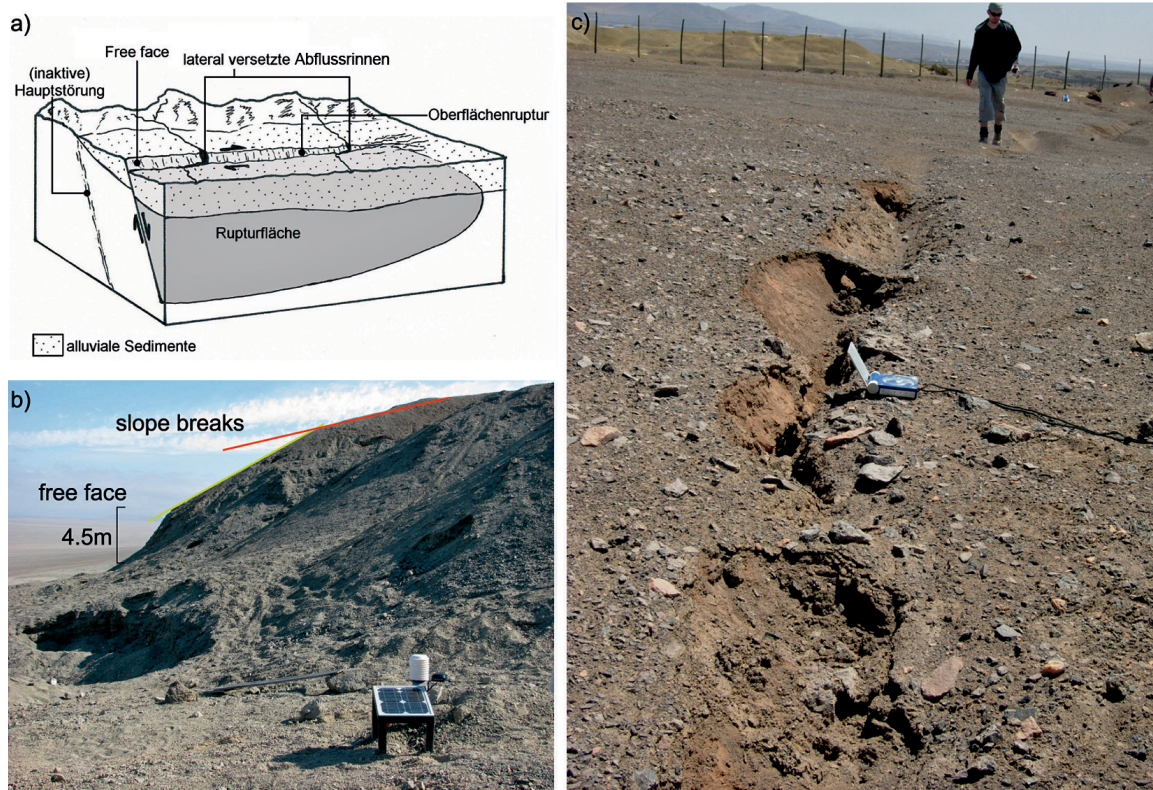 a)
Free face
lateral versetzte Abflussrinnen
(inaktive)
Hauptstörung
Oberflächenruptur
Rupturfläche
alluviale Sedimente
b)
slope breaks
free face
4.5m
c)